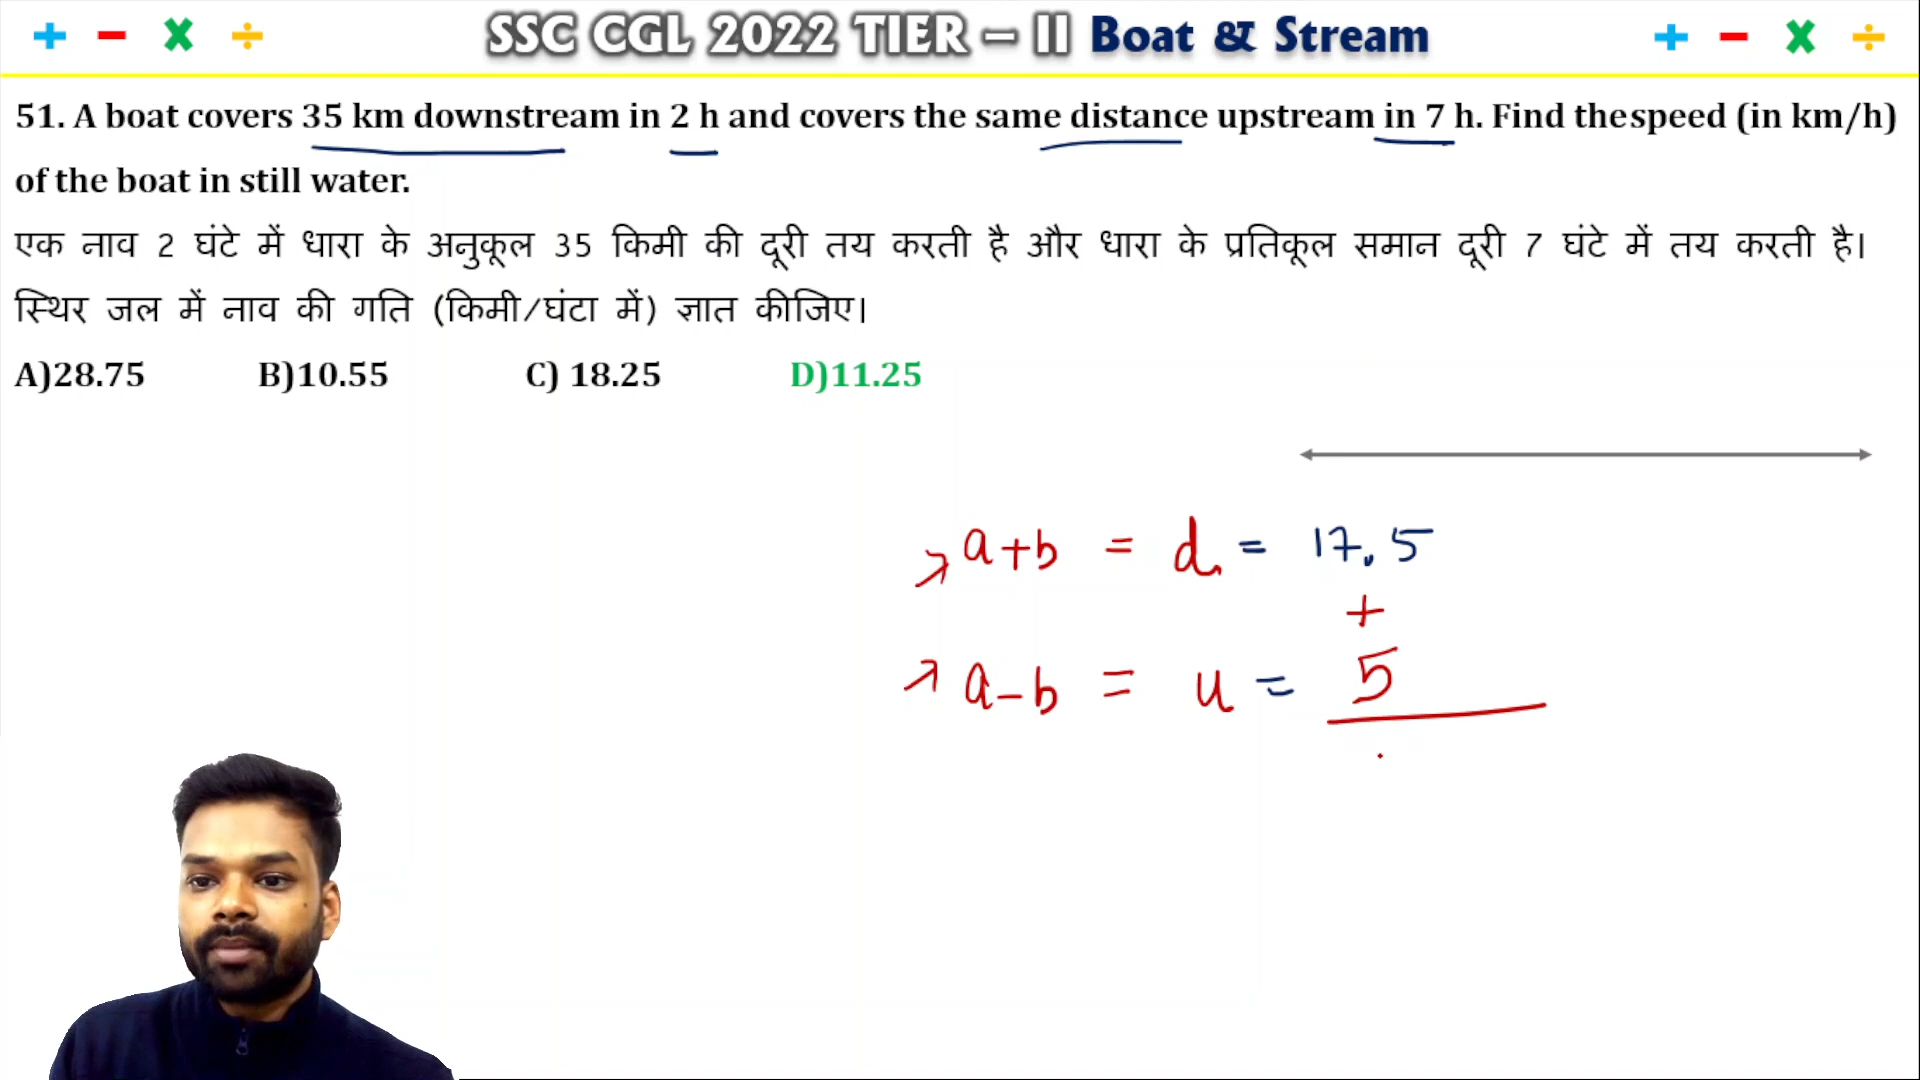 + − × ÷ SSC CGL 2022 TIER – II Boat & Stream + − × ÷
51. A boat covers 35 km downstream in 2 h and covers the same distance upstream in 7 h. Find thespeed (in km/h)
of the boat in still water.
एक नाव 2 घंटे में धारा के अनुकूल 35 किमी की दूरी तय करती है और धारा के प्रतिकूल समान दूरी 7 घंटे में तय करती है।
स्थिर जल में नाव की गति (किमी/घंटा में) ज्ञात कीजिए।
A)28.75 B)10.55 C) 18.25 D)11.25
a+b = d = 17.5
+
a-b = u = 5